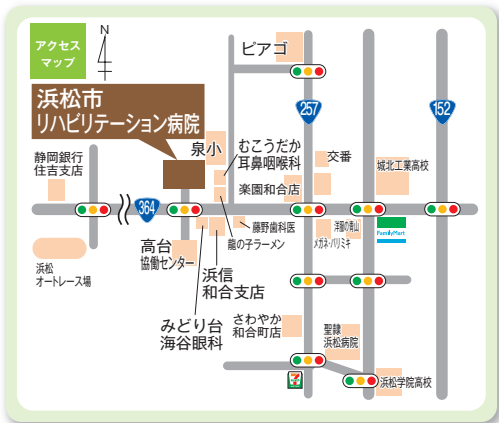 アクセス
マップ
N
ピアゴ
浜松市
リハビリテーション病院
257
152
静岡銀行
住吉支店
泉小
むこうだか
耳鼻咽喉科
楽園和合店
交番
城北工業高校
364
藤野歯科医
龍の子ラーメン
洋服の青山
メガネ・ハリミキ
FamilyMart
浜松
オートレース場
高台
協働センター
浜信
和合支店
みどり台
海谷眼科
さわやか
和合町店
聖隷
浜松病院
7
浜松学院高校